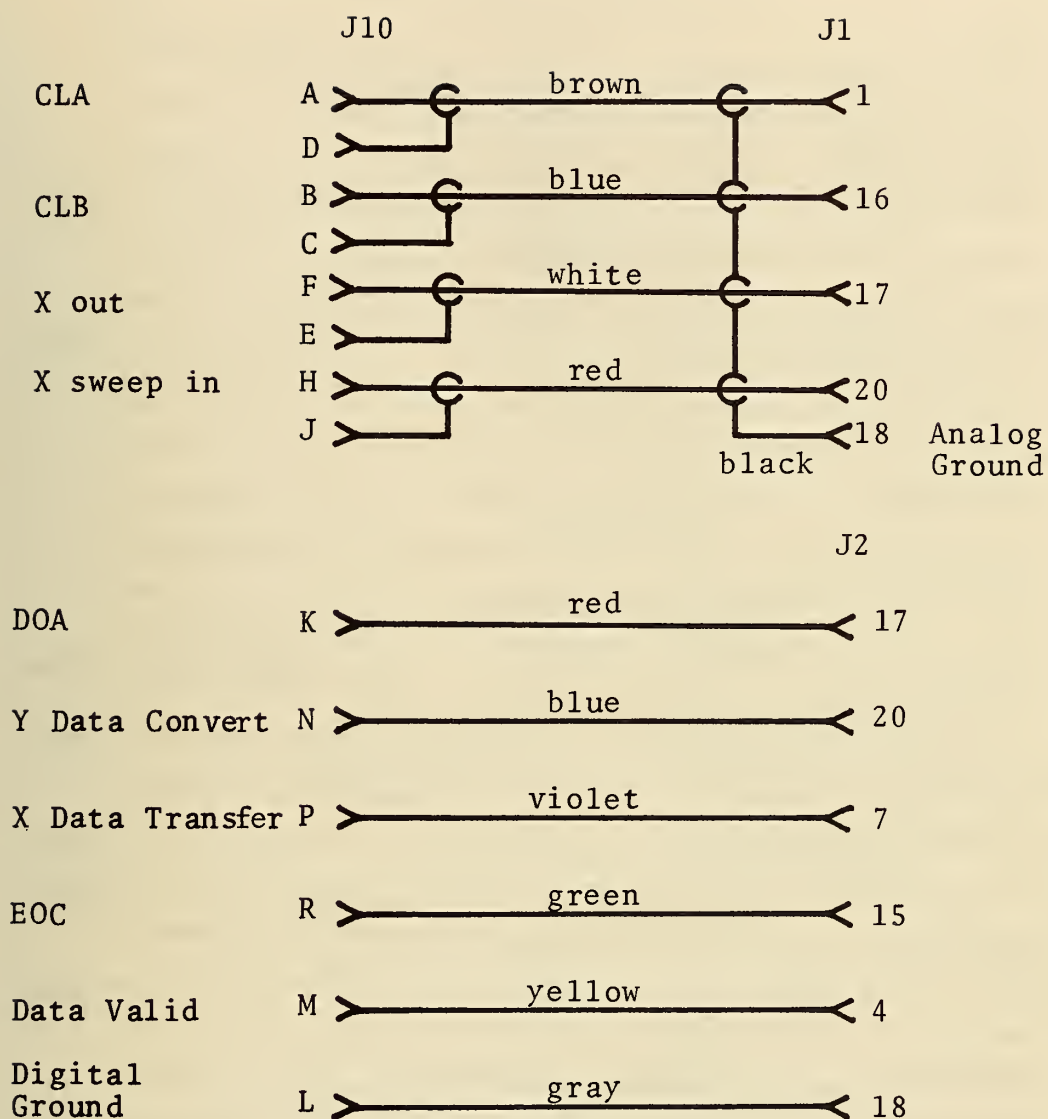 J10 J1
CLA A brown 1
D
CLB B blue 16
C
X out F white 17
E
X sweep in H red 20
J 18 Analog
black Ground
J2
DOA K red 17
Y Data Convert N blue 20
X Data Transfer P violet 7
EOC R green 15
Data Valid M yellow 4
Digital
Ground L gray 18